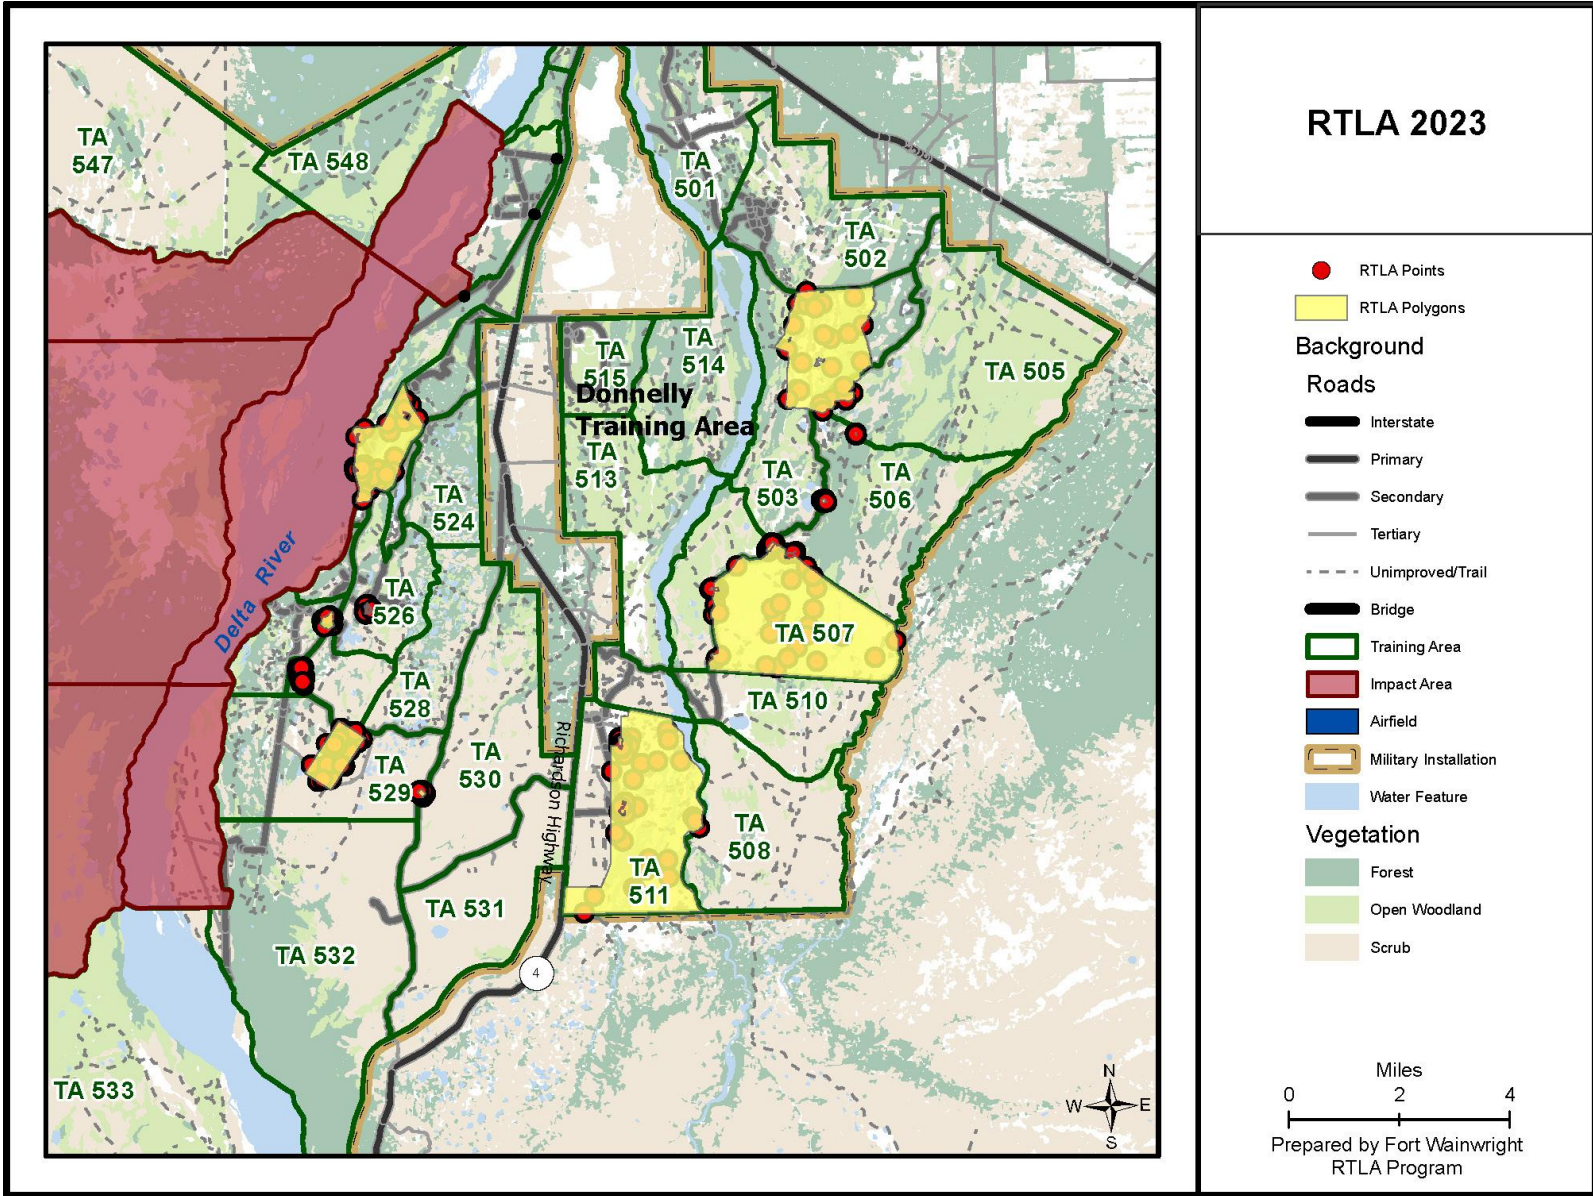 RTLA 2023
RTLA Points
RTLA Polygons
Background
Roads
Interstate
Primary
Secondary
Tertiary
Unimproved/Trail
Bridge
Training Area
Impact Area
Airfield
Military Installation
Water Feature
Vegetation
Forest
Open Woodland
Scrub
Miles
0 2 4
Prepared by Fort Wainwright
RTLA Program
TA
547
TA 548
TA
501
TA
502
TA
515
TA
514
TA 505
Donnelly
Training Area
TA
513
TA
503
TA
506
TA
524
Delta River
TA
526
TA 507
TA
528
TA 510
TA
529
TA
530
Richardson Highway
TA
508
TA
511
TA 531
TA 532
4
TA 533
N
W
E
S